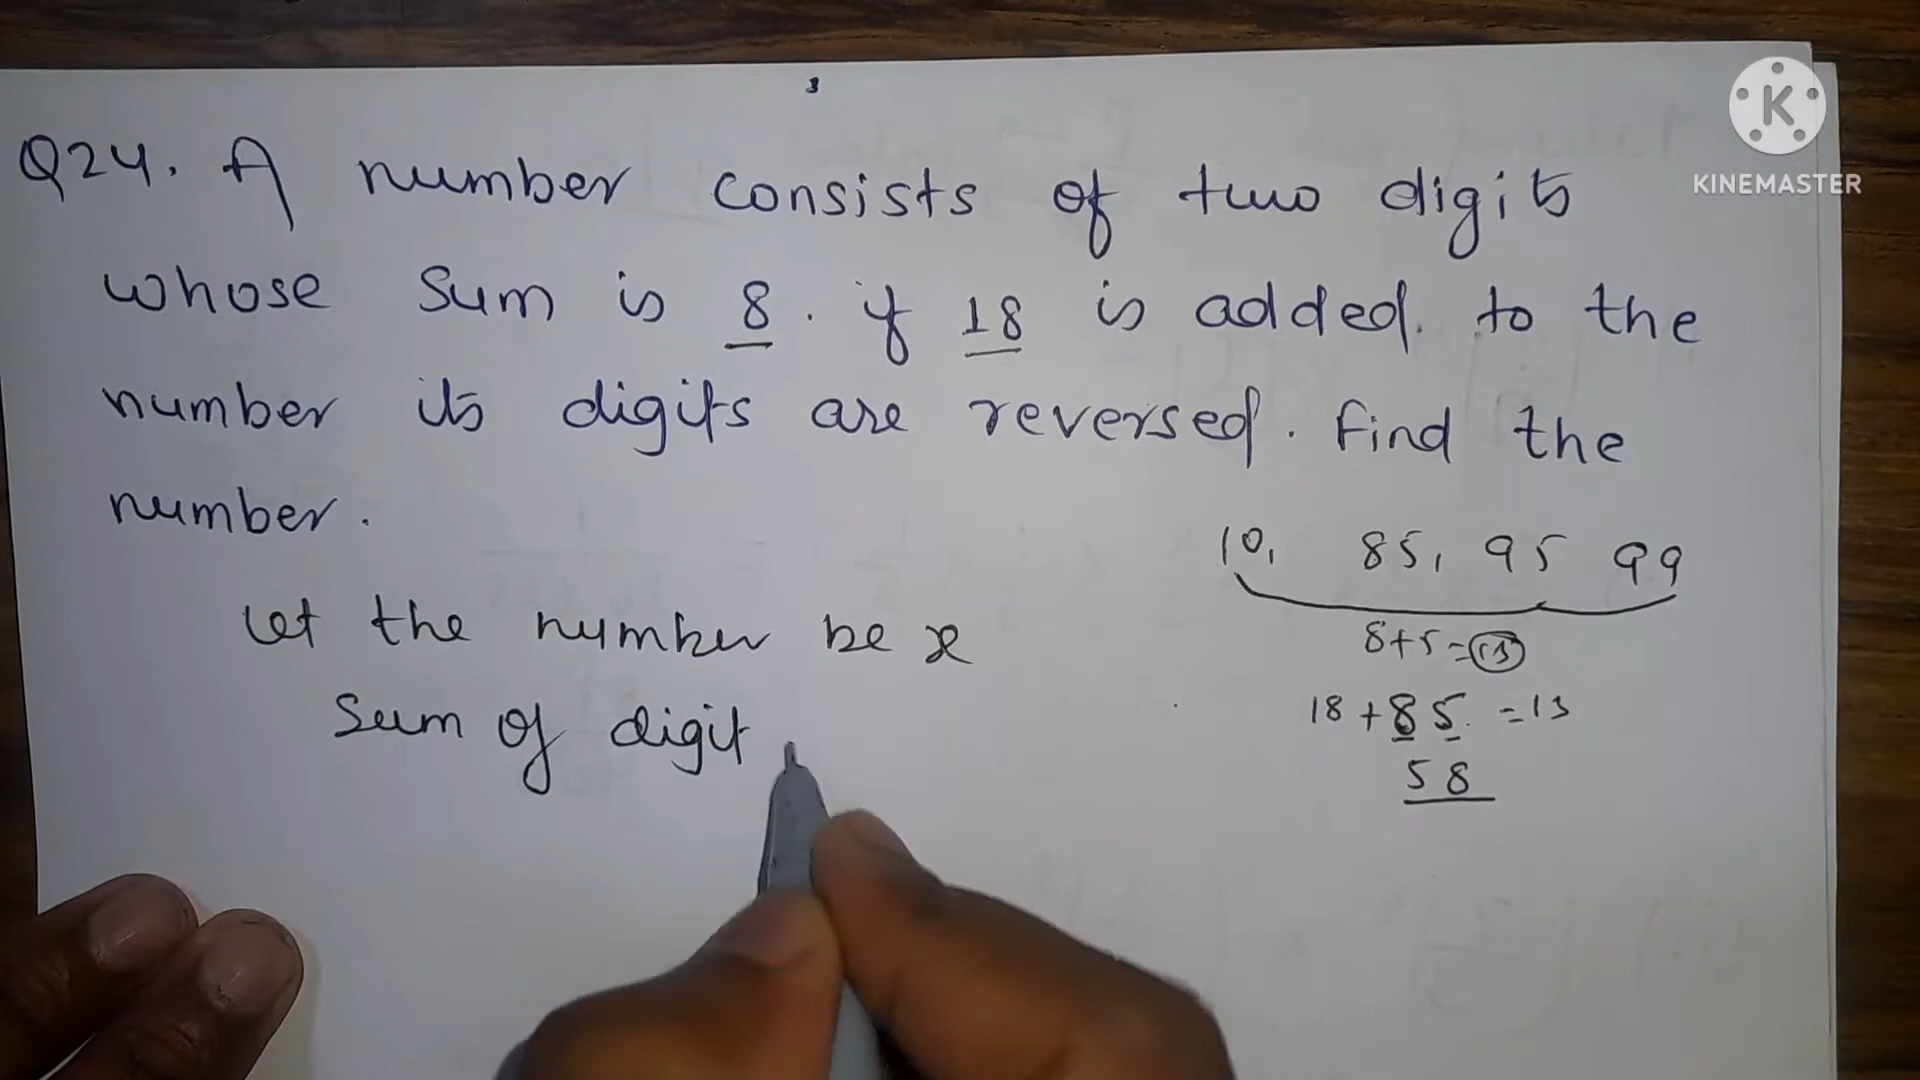 Q24. A number consists of two digits
whose sum is 8. if 18 is added to the
number its digits are reversed. find the
number.
let the number be x
Sum of digit
10, 85, 95 99
8+5=13
18+85=13
58
K
KINEMASTER